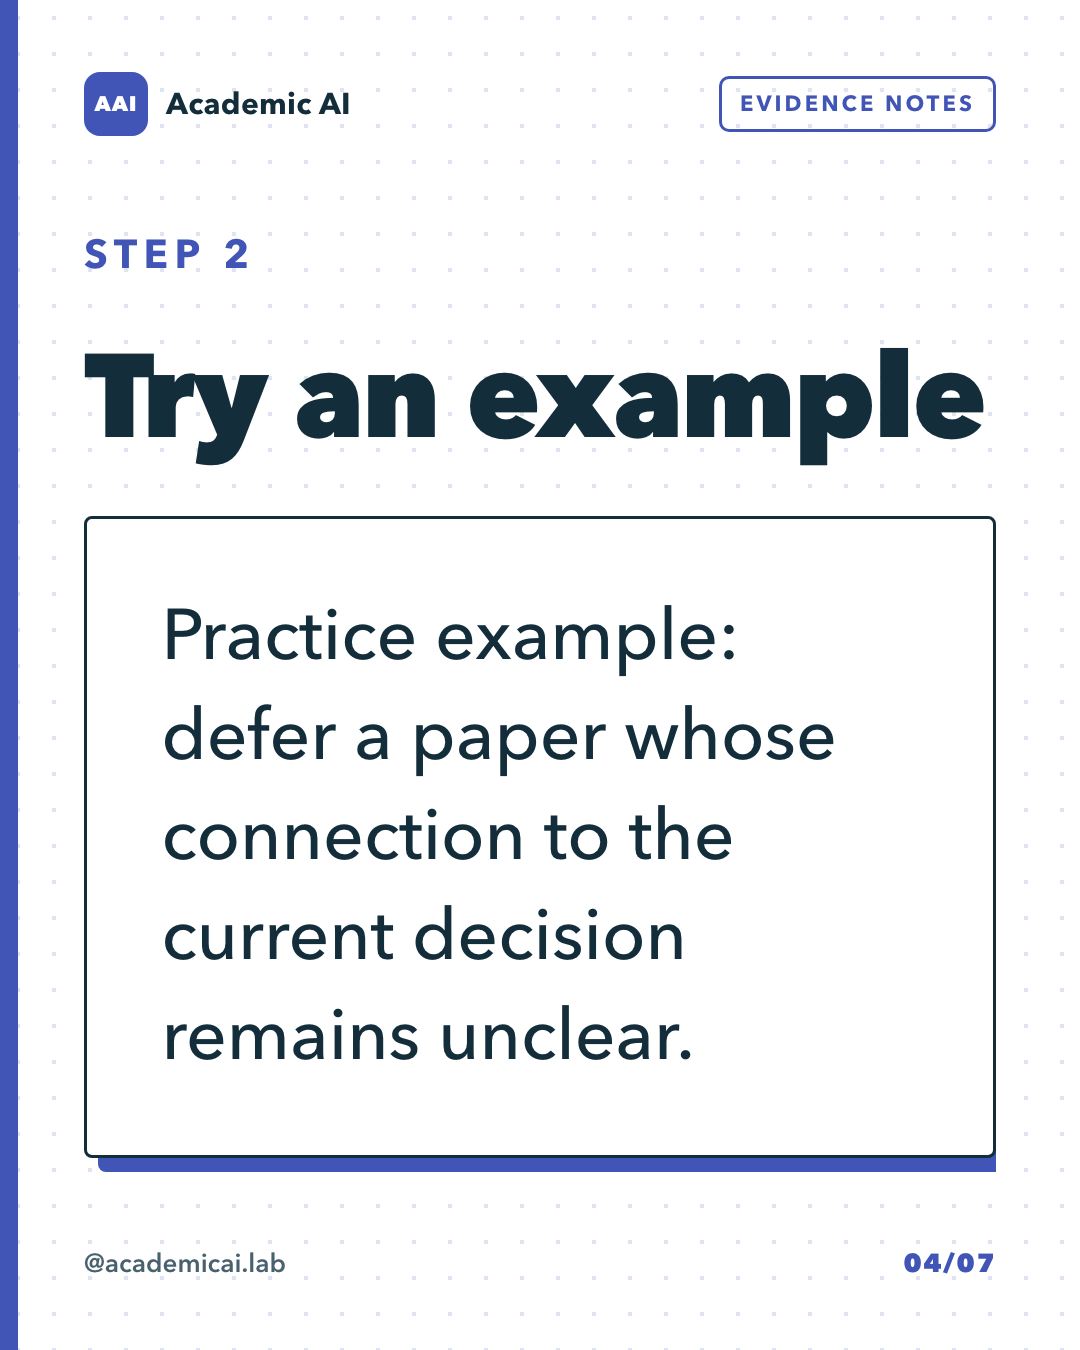 AAI
Academic AI
EVIDENCE NOTES
STEP 2
Try an example
Practice example:
defer a paper whose
connection to the
current decision
remains unclear.
@academicai.lab
04/07